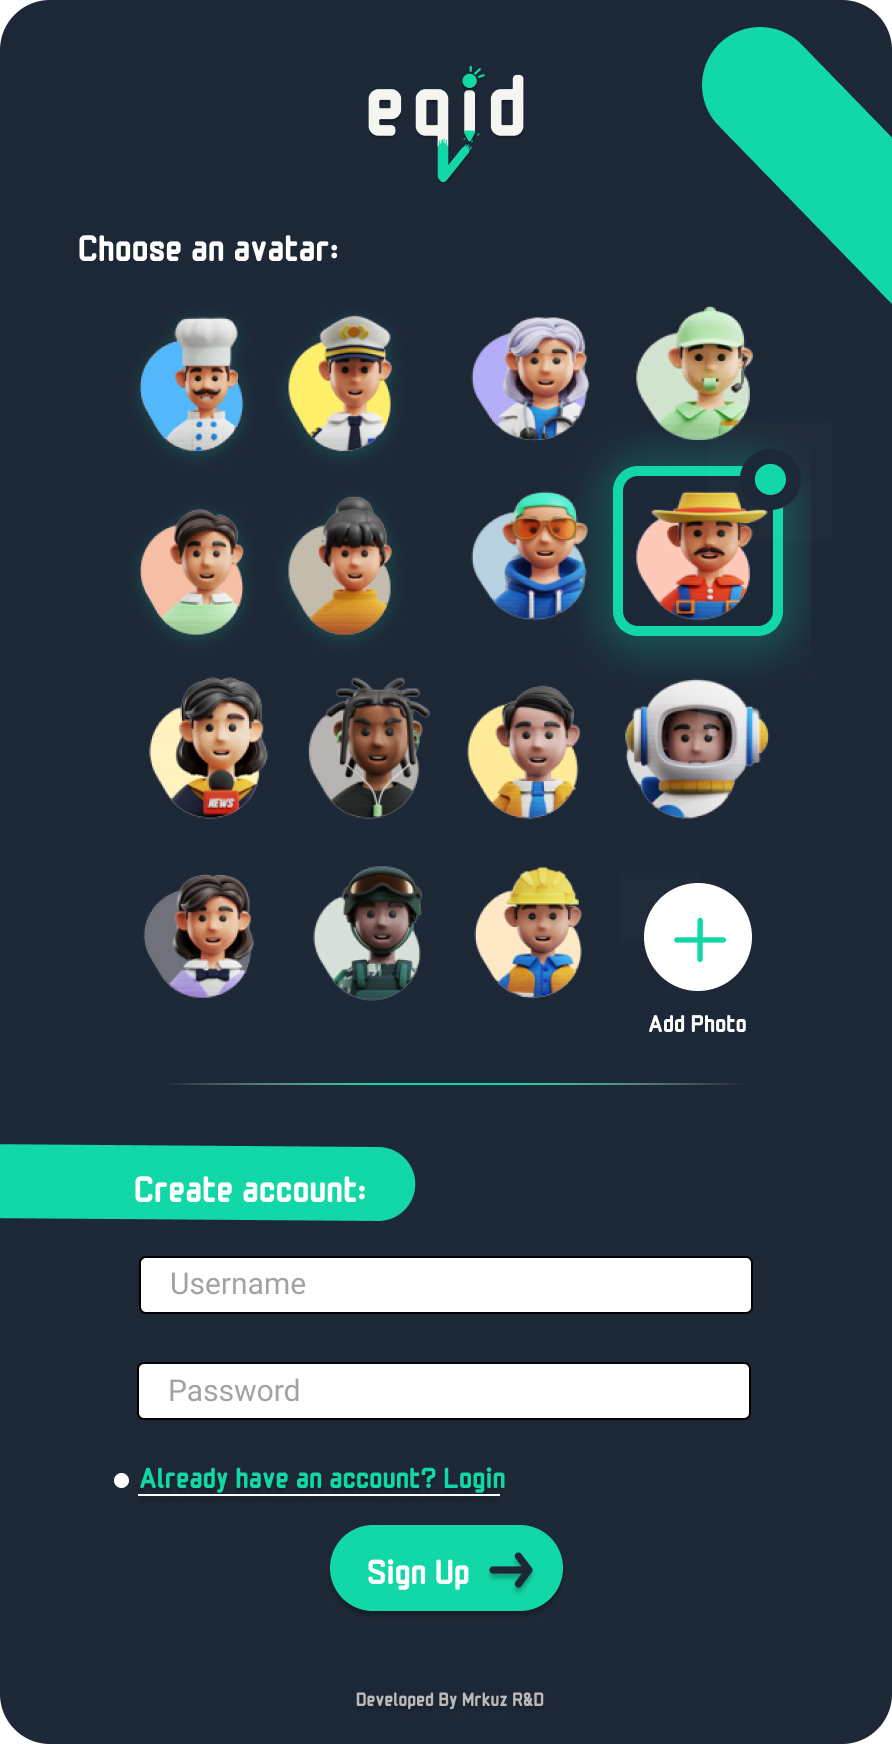 eqid
Choose an avatar:
NEWS
Add Photo
Create account:
Username
Password
Already have an account? Login
Sign Up
Developed By Mrkuz R&D